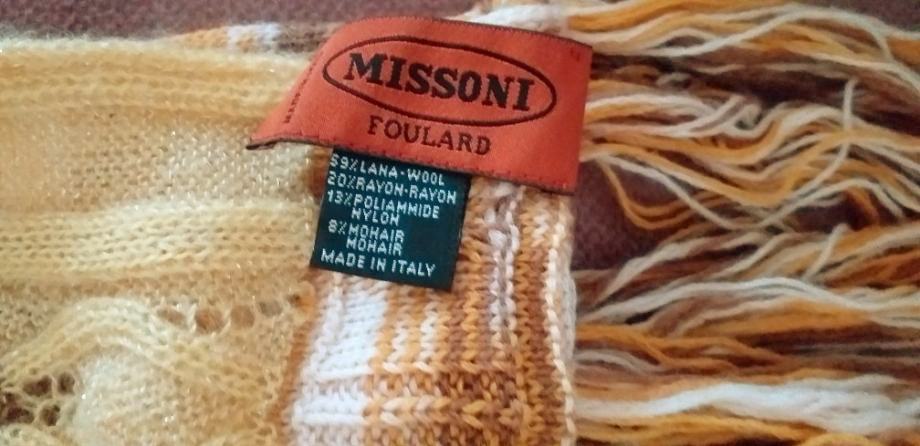 MISSONI
FOULARD
59%LANA-WOOL
20%RAYON-RAYON
13%POLIAMMIDE
NYLON
8%MOHAIR
MOHAIR
MADE IN ITALY